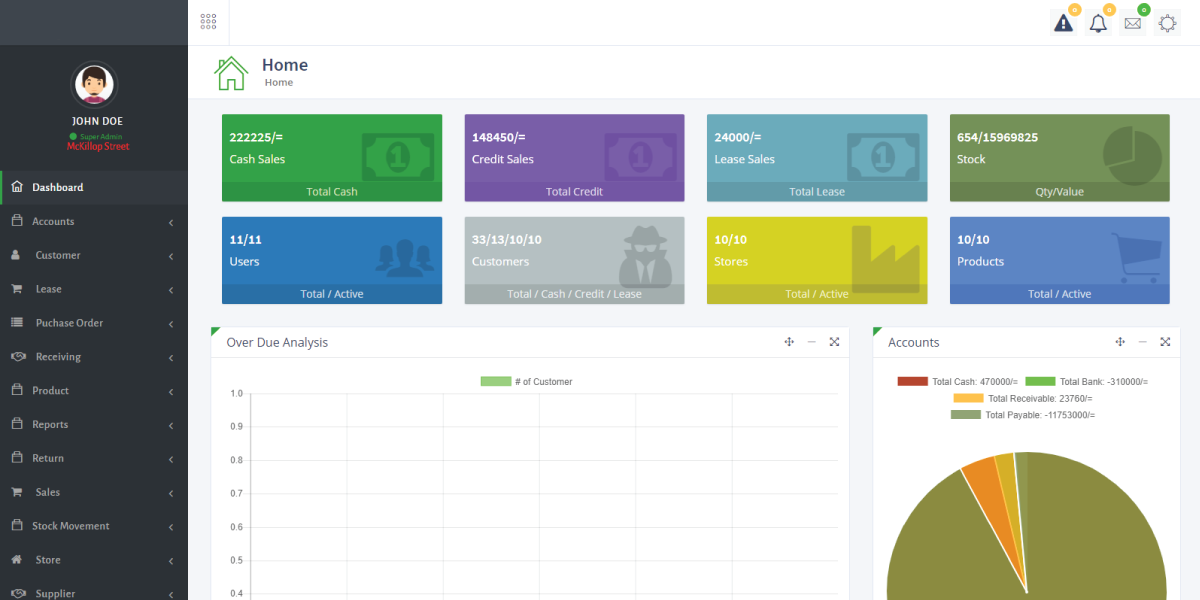 0
0
0
Home
Home
JOHN DOE
Super Admin
McKillop Street
Dashboard
Accounts
Customer
Lease
Puchase Order
Receiving
Product
Reports
Return
Sales
Stock Movement
Store
Supplier
222225/=
Cash Sales
Total Cash
148450/=
Credit Sales
Total Credit
24000/=
Lease Sales
Total Lease
654/15969825
Stock
Qty/Value
11/11
Users
Total / Active
33/13/10/10
Customers
Total / Cash / Credit / Lease
10/10
Stores
Total / Active
10/10
Products
Total / Active
Over Due Analysis
# of Customer
1.0
0.9
0.8
0.7
0.6
0.5
0.4
Accounts
Total Cash: 470000/= Total Bank: -310000/=
Total Receivable: 23760/=
Total Payable: -11753000/=